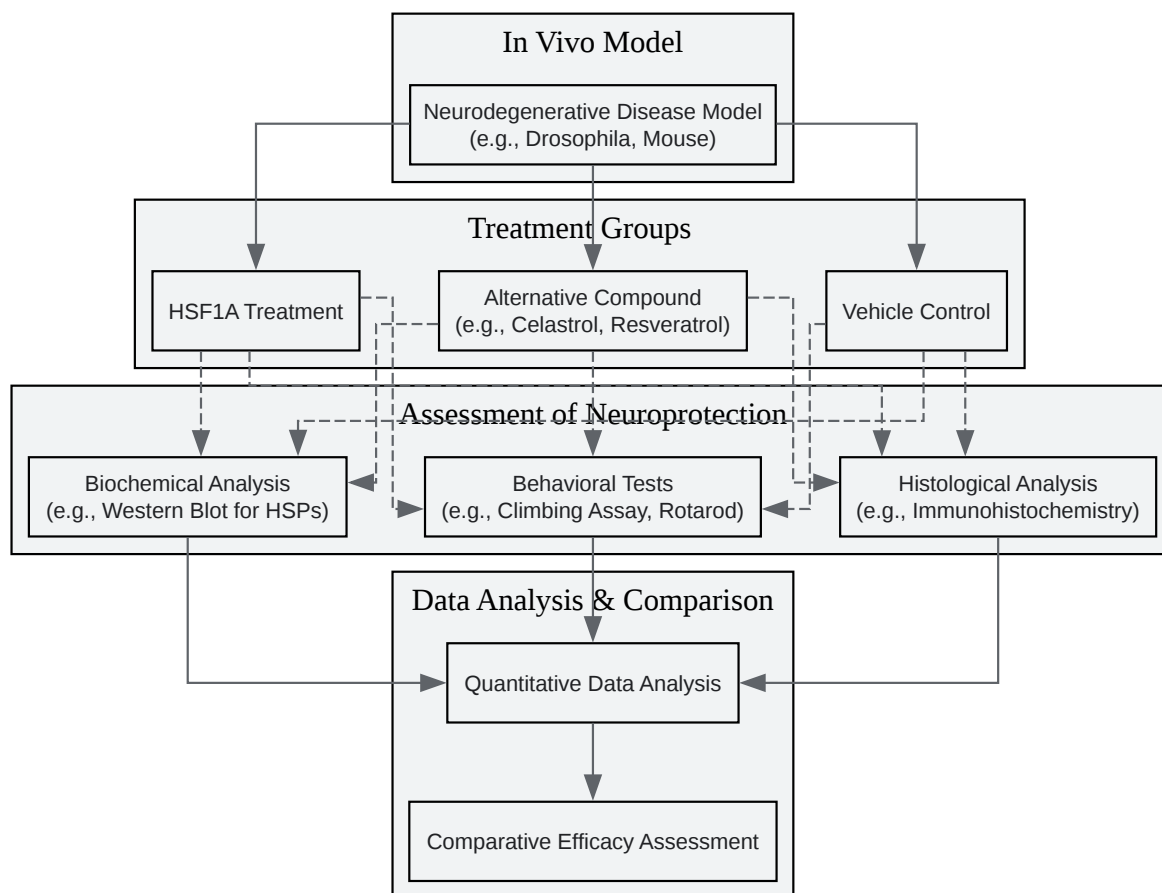 In Vivo Model
Neurodegenerative Disease Model
(e.g., Drosophila, Mouse)
Treatment Groups
HSF1A Treatment
Alternative Compound
(e.g., Celastrol, Resveratrol)
Vehicle Control
Assessment of Neuroprotection
Biochemical Analysis
(e.g., Western Blot for HSPs)
Behavioral Tests
(e.g., Climbing Assay, Rotarod)
Histological Analysis
(e.g., Immunohistochemistry)
Data Analysis & Comparison
Quantitative Data Analysis
Comparative Efficacy Assessment